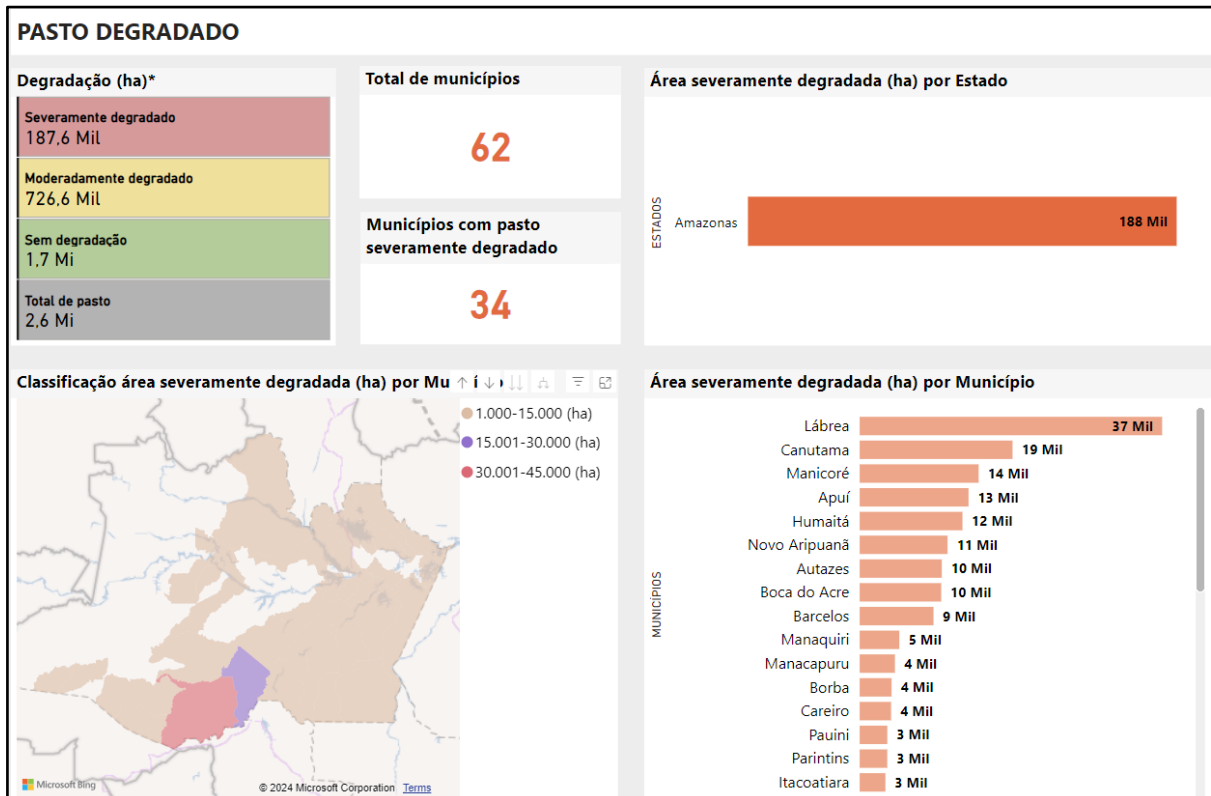 PASTO DEGRADADO
Degradação (ha)*
Severamente degradado
187,6 Mil
Moderadamente degradado
726,6 Mil
Sem degradação
1,7 Mi
Total de pasto
2,6 Mi
Total de municípios
62
Municípios com pasto
severamente degradado
34
Área severamente degradada (ha) por Estado
ESTADOS
Amazonas
188 Mil
Classificação área severamente degradada (ha) por Mu
1.000-15.000 (ha)
15.001-30.000 (ha)
30.001-45.000 (ha)
Microsoft Bing
© 2024 Microsoft Corporation Terms
Área severamente degradada (ha) por Município
MUNICÍPIOS
Lábrea 37 Mil
Canutama 19 Mil
Manicoré 14 Mil
Apuí 13 Mil
Humaitá 12 Mil
Novo Aripuanã 11 Mil
Autazes 10 Mil
Boca do Acre 10 Mil
Barcelos 9 Mil
Manaquiri 5 Mil
Manacapuru 4 Mil
Borba 4 Mil
Careiro 4 Mil
Pauini 3 Mil
Parintins 3 Mil
Itacoatiara 3 Mil